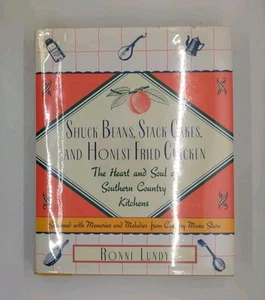 SHUCK BEANS, STACK CAKES,
AND HONEST FRIED CHICKEN
The Heart and Soul of
Southern Country
Kitchens
Seasoned with Memories and Melodies from Country Music Stars
RONNI LUNDY